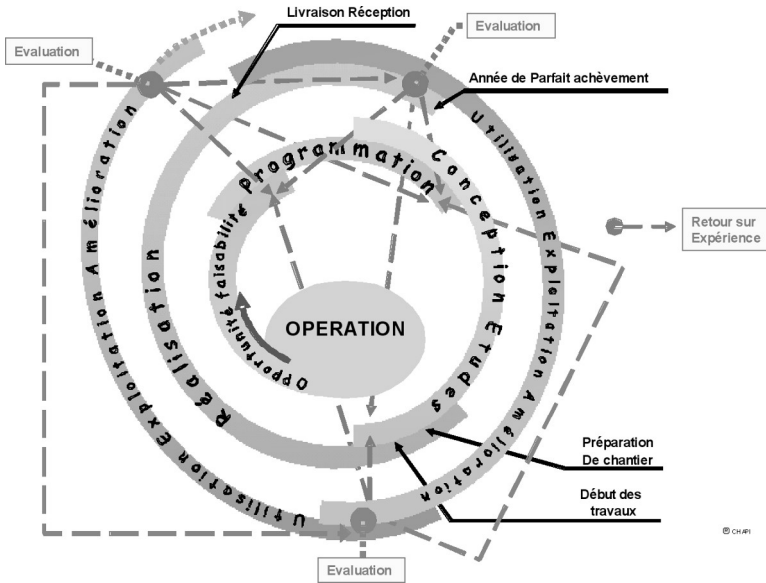 Livraison Réception
Evaluation
Evaluation
Année de Parfait achèvement
Utilisation Exploitation Amélioration
Programmation
Conception Etudes
Utilisation Exploitation Amélioration
Opportunité faisabilité
Réalisation
Retour sur
Expérience
OPERATION
Préparation
De chantier
Début des
travaux
Evaluation
© CHAPI